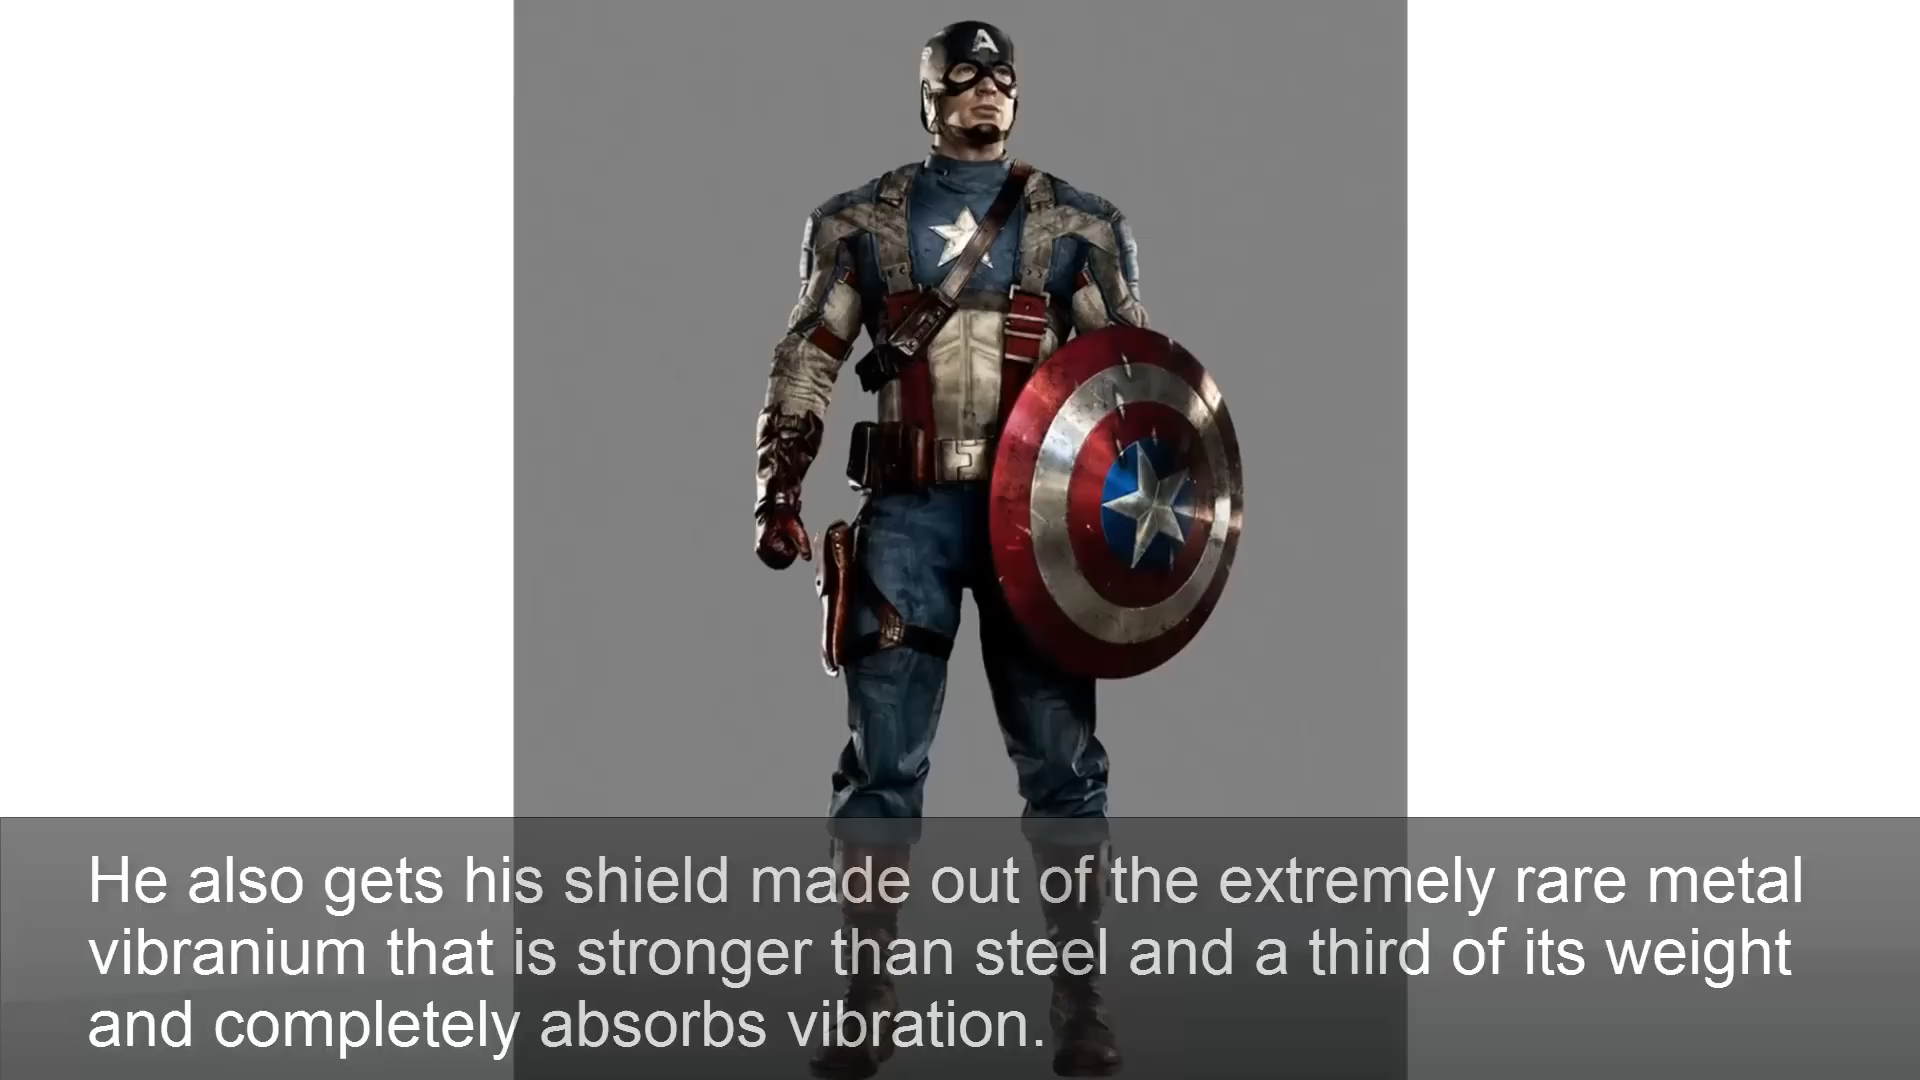 A
He also gets his shield made out of the extremely rare metal
vibranium that is stronger than steel and a third of its weight
and completely absorbs vibration.